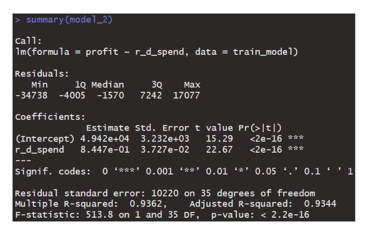 > summary(model_2)
Call:
lm(formula = profit ~ r_d_spend, data = train_model)
Residuals:
Min 1Q Median 3Q Max
-34738 -4005 -1570 7242 17077
Coefficients:
Estimate Std. Error t value Pr(>|t|)
(Intercept) 4.942e+04 3.232e+03 15.29 <2e-16 ***
r_d_spend 8.447e-01 3.727e-02 22.67 <2e-16 ***
---
Signif. codes: 0 ‘***’ 0.001 ‘**’ 0.01 ‘*’ 0.05 ‘.’ 0.1 ‘ ’ 1
Residual standard error: 10220 on 35 degrees of freedom
Multiple R-squared: 0.9362, Adjusted R-squared: 0.9344
F-statistic: 513.8 on 1 and 35 DF, p-value: < 2.2e-16